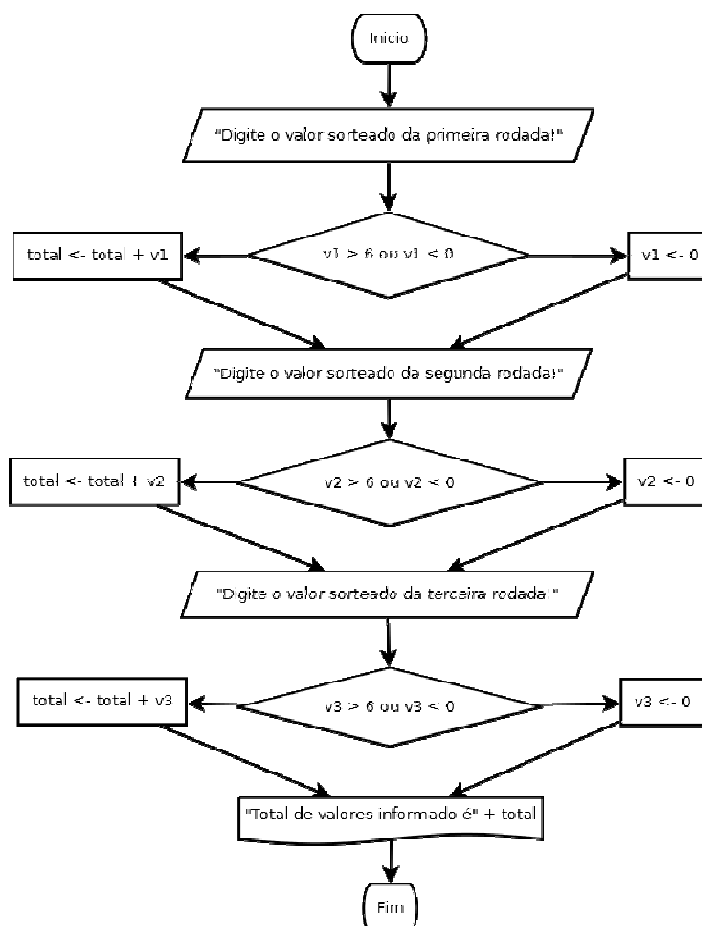 Inicio
"Digite o valor sorteado da primeira rodada!"
total <- total + v1
v1 > 6 ou v1 < 0
v1 <- 0
"Digite o valor sorteado da segunda rodada!"
total <- total + v2
v2 > 6 ou v2 < 0
v2 <- 0
"Digite o valor sorteado da terceira rodada!"
total <- total + v3
v3 > 6 ou v3 < 0
v3 <- 0
"Total de valores informado é" + total
Fim